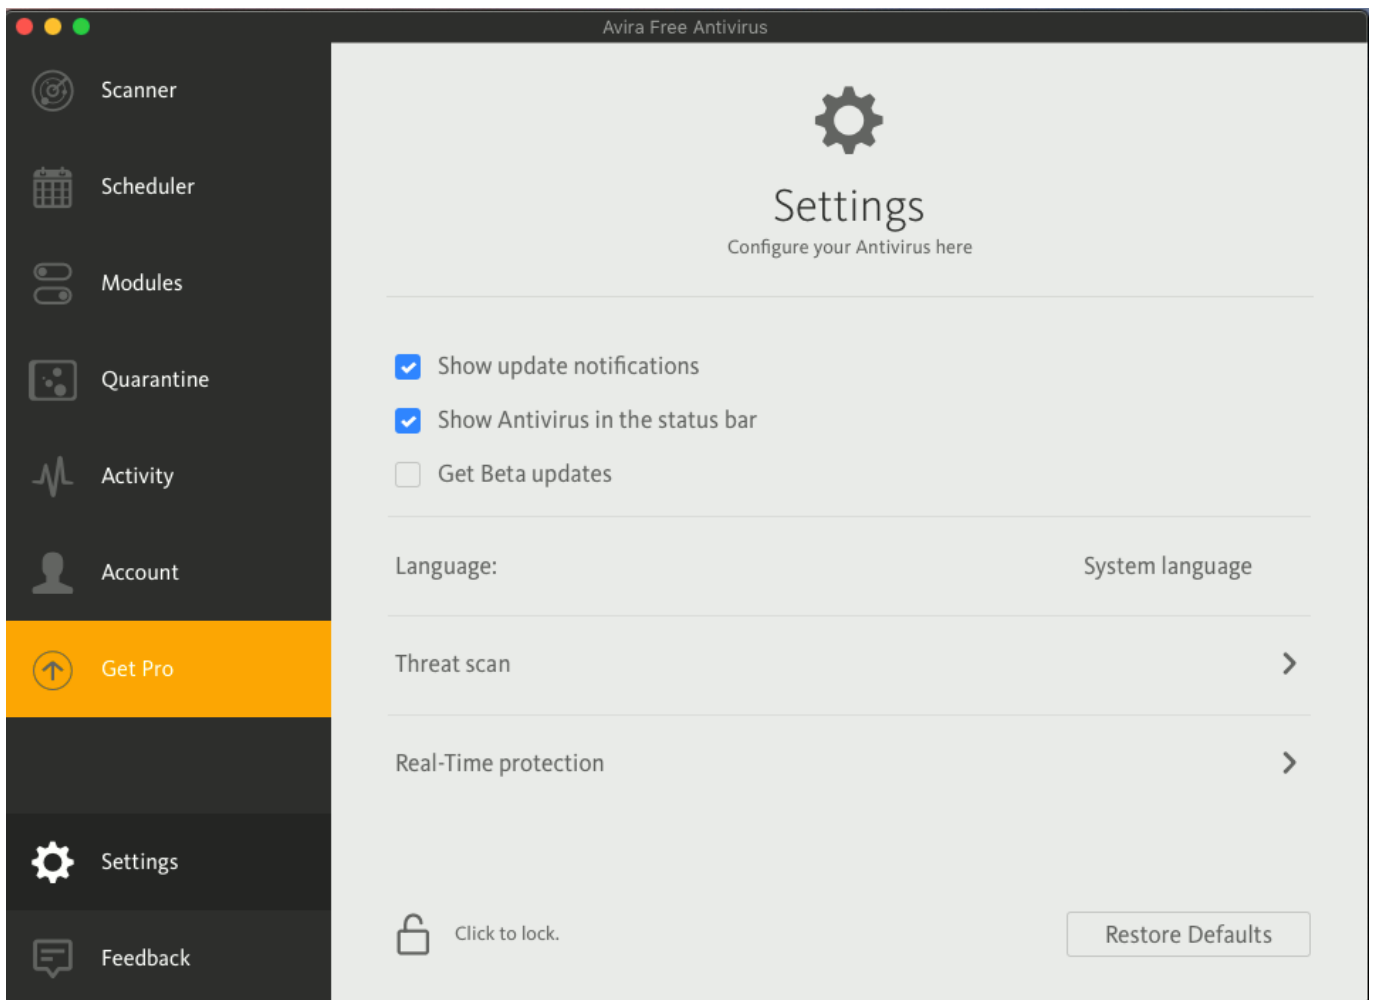 Avira Free Antivirus
Scanner
Scheduler
Modules
Quarantine
Activity
Account
Get Pro
Settings
Feedback
Settings
Configure your Antivirus here
Show update notifications
Show Antivirus in the status bar
Get Beta updates
Language: System language
Threat scan
Real-Time protection
Click to lock. Restore Defaults